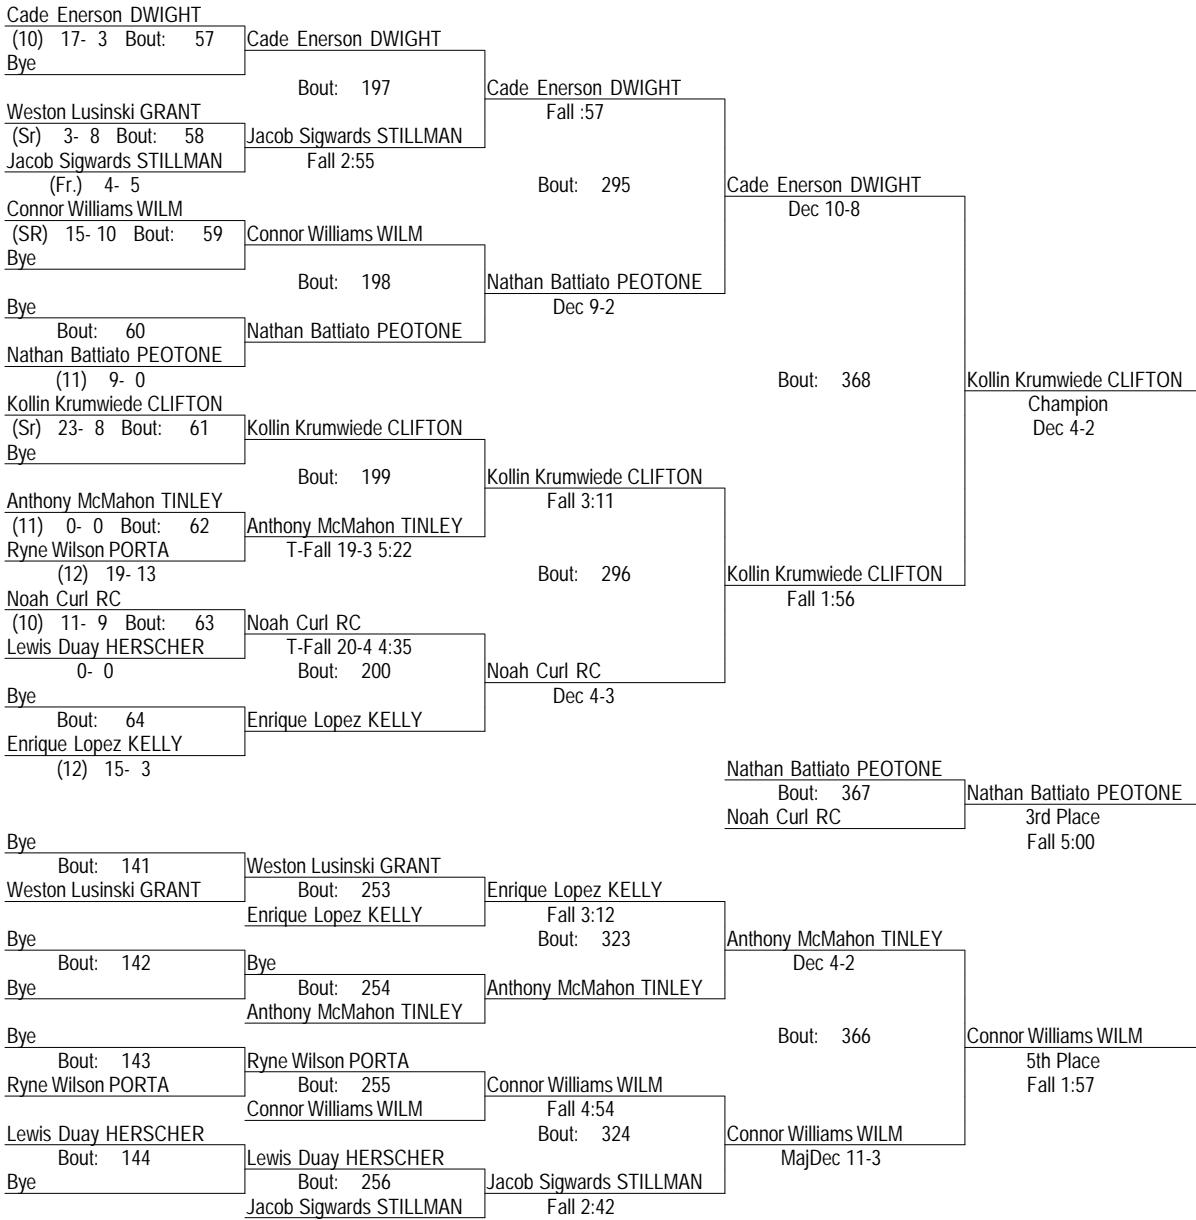 Cade Enerson DWIGHT
(10) 17- 3 Bout: 57 Cade Enerson DWIGHT
Bye
Bout: 197 Cade Enerson DWIGHT
Weston Lusinski GRANT Fall :57
(Sr) 3- 8 Bout: 58 Jacob Sigwards STILLMAN
Jacob Sigwards STILLMAN Fall 2:55
(Fr.) 4- 5 Bout: 295 Cade Enerson DWIGHT
Connor Williams WILM Dec 10-8
(SR) 15- 10 Bout: 59 Connor Williams WILM
Bye
Bout: 198 Nathan Battiato PEOTONE
Bye Dec 9-2
Bout: 60 Nathan Battiato PEOTONE
Nathan Battiato PEOTONE
(11) 9- 0 Bout: 368 Kollin Krumwiede CLIFTON
Kollin Krumwiede CLIFTON Champion
(Sr) 23- 8 Bout: 61 Kollin Krumwiede CLIFTON Dec 4-2
Bye
Bout: 199 Kollin Krumwiede CLIFTON
Anthony McMahon TINLEY Fall 3:11
(11) 0- 0 Bout: 62 Anthony McMahon TINLEY
Ryne Wilson PORTA T-Fall 19-3 5:22
(12) 19- 13 Bout: 296 Kollin Krumwiede CLIFTON
Noah Curl RC Fall 1:56
(10) 11- 9 Bout: 63 Noah Curl RC
Lewis Duay HERSCHER T-Fall 20-4 4:35
0- 0 Bout: 200 Noah Curl RC
Bye Dec 4-3
Bout: 64 Enrique Lopez KELLY
Enrique Lopez KELLY
(12) 15- 3 Nathan Battiato PEOTONE
Bout: 367 Nathan Battiato PEOTONE
Noah Curl RC 3rd Place
Bye Fall 5:00
Bout: 141 Weston Lusinski GRANT
Weston Lusinski GRANT Bout: 253 Enrique Lopez KELLY
Enrique Lopez KELLY Fall 3:12
Bye Bout: 323 Anthony McMahon TINLEY
Bout: 142 Bye Dec 4-2
Bye Bout: 254 Anthony McMahon TINLEY
Anthony McMahon TINLEY
Bye Bout: 366 Connor Williams WILM
Bout: 143 Ryne Wilson PORTA 5th Place
Ryne Wilson PORTA Bout: 255 Connor Williams WILM Fall 1:57
Connor Williams WILM Fall 4:54
Lewis Duay HERSCHER Bout: 324 Connor Williams WILM
Bout: 144 Lewis Duay HERSCHER MajDec 11-3
Bye Bout: 256 Jacob Sigwards STILLMAN
Jacob Sigwards STILLMAN Fall 2:42